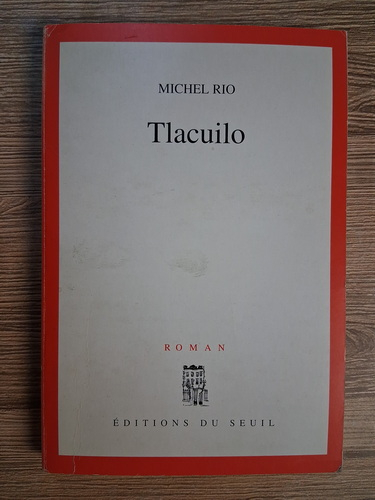 MICHEL RIO
Tlacuilo
ROMAN
ÉDITIONS DU SEUIL